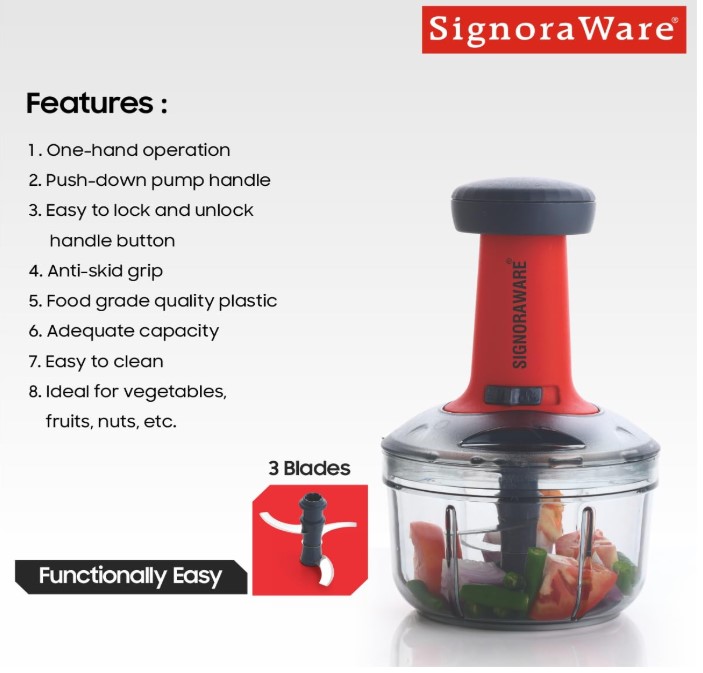 SignoraWare®
Features :
1. One-hand operation
2. Push-down pump handle
3. Easy to lock and unlock
handle button
4. Anti-skid grip
5. Food grade quality plastic
6. Adequate capacity
7. Easy to clean
8. Ideal for vegetables,
fruits, nuts, etc.
SIGNORAWARE®
3 Blades
Functionally Easy